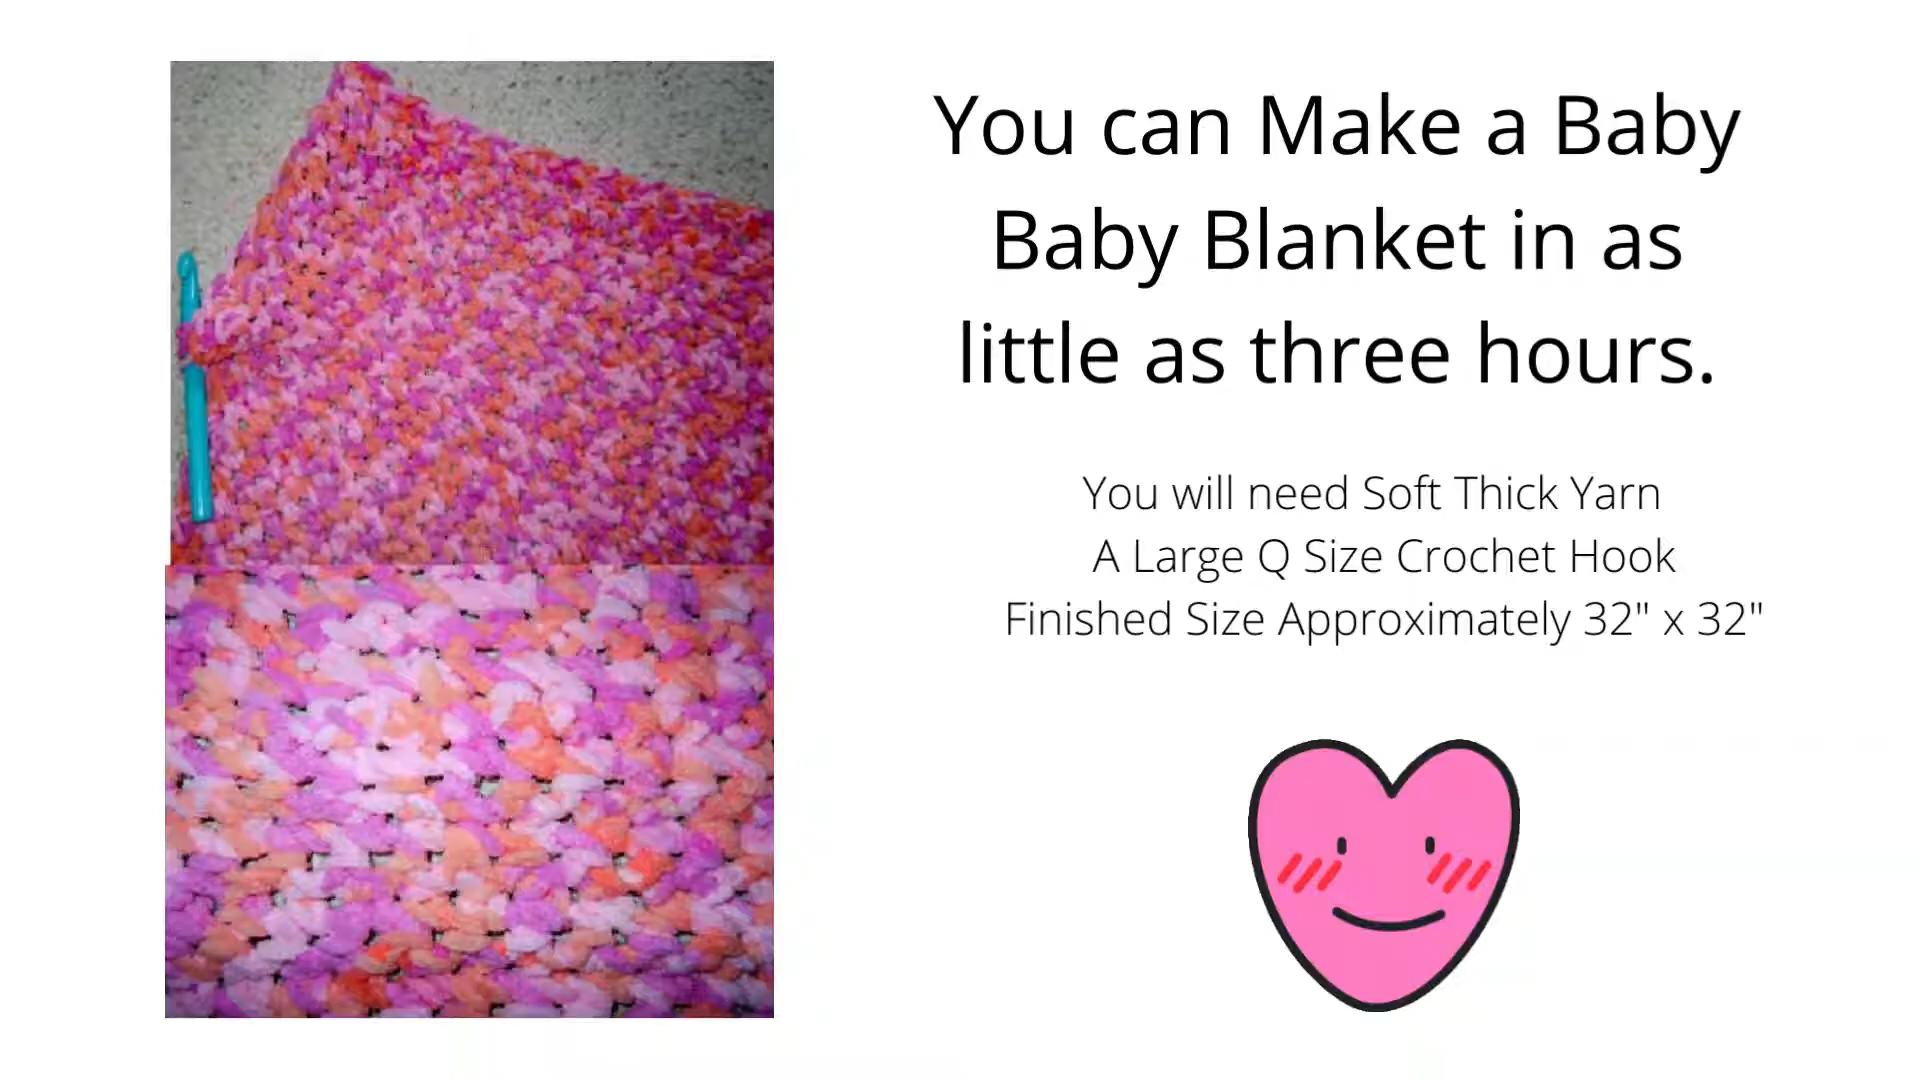 You can Make a Baby
Baby Blanket in as
little as three hours.
You will need Soft Thick Yarn
A Large Q Size Crochet Hook
Finished Size Approximately 32" x 32"